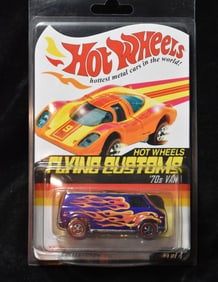 Hot Wheels
hottest metal cars in the world!
HOT WHEELS
FLYING CUSTOMS
'70s VAN